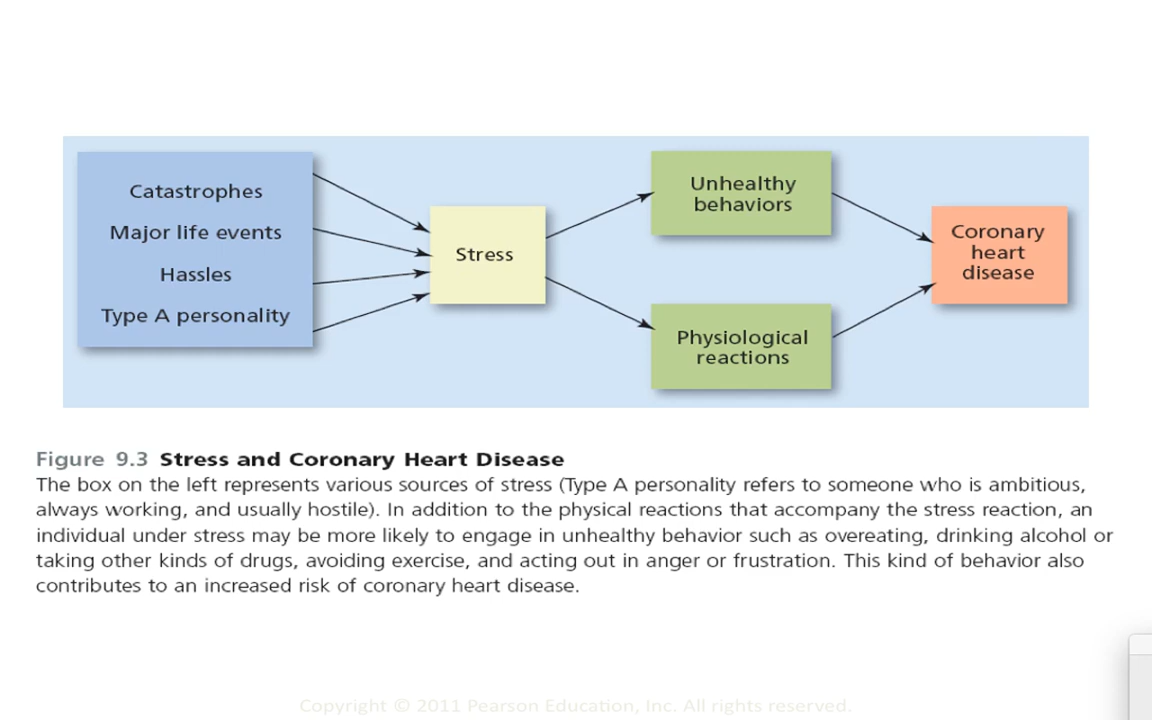 Catastrophes
Major life events
Hassles
Type A personality
Stress
Unhealthy
behaviors
Physiological
reactions
Coronary
heart
disease
Figure 9.3 Stress and Coronary Heart Disease
The box on the left represents various sources of stress (Type A personality refers to someone who is ambitious,
always working, and usually hostile). In addition to the physical reactions that accompany the stress reaction, an
individual under stress may be more likely to engage in unhealthy behavior such as overeating, drinking alcohol or
taking other kinds of drugs, avoiding exercise, and acting out in anger or frustration. This kind of behavior also
contributes to an increased risk of coronary heart disease.
Copyright © 2011 Pearson Education, Inc. All rights reserved.